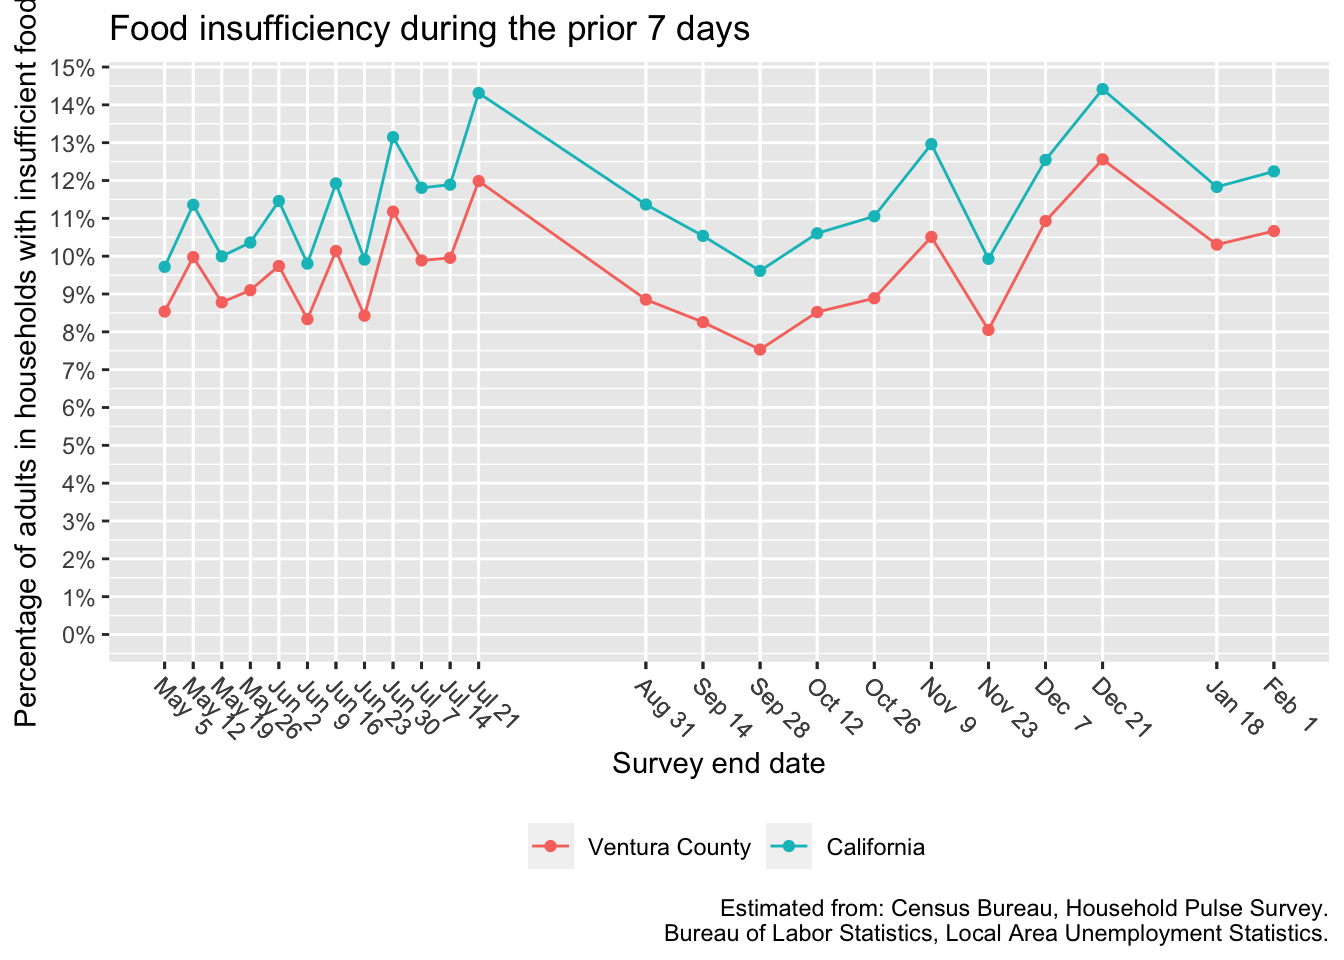 Food insufficiency during the prior 7 days
Percentage of adults in households with insufficient food
15%
14%
13%
12%
11%
10%
9%
8%
7%
6%
5%
4%
3%
2%
1%
0%
May 5
May 12
May 19
May 26
Jun 2
Jun 9
Jun 16
Jun 23
Jun 30
Jul 7
Jul 14
Jul 21
Aug 31
Sep 14
Sep 28
Oct 12
Oct 26
Nov 9
Nov 23
Dec 7
Dec 21
Jan 18
Feb 1
Survey end date
Ventura County
California
Estimated from: Census Bureau, Household Pulse Survey.
Bureau of Labor Statistics, Local Area Unemployment Statistics.